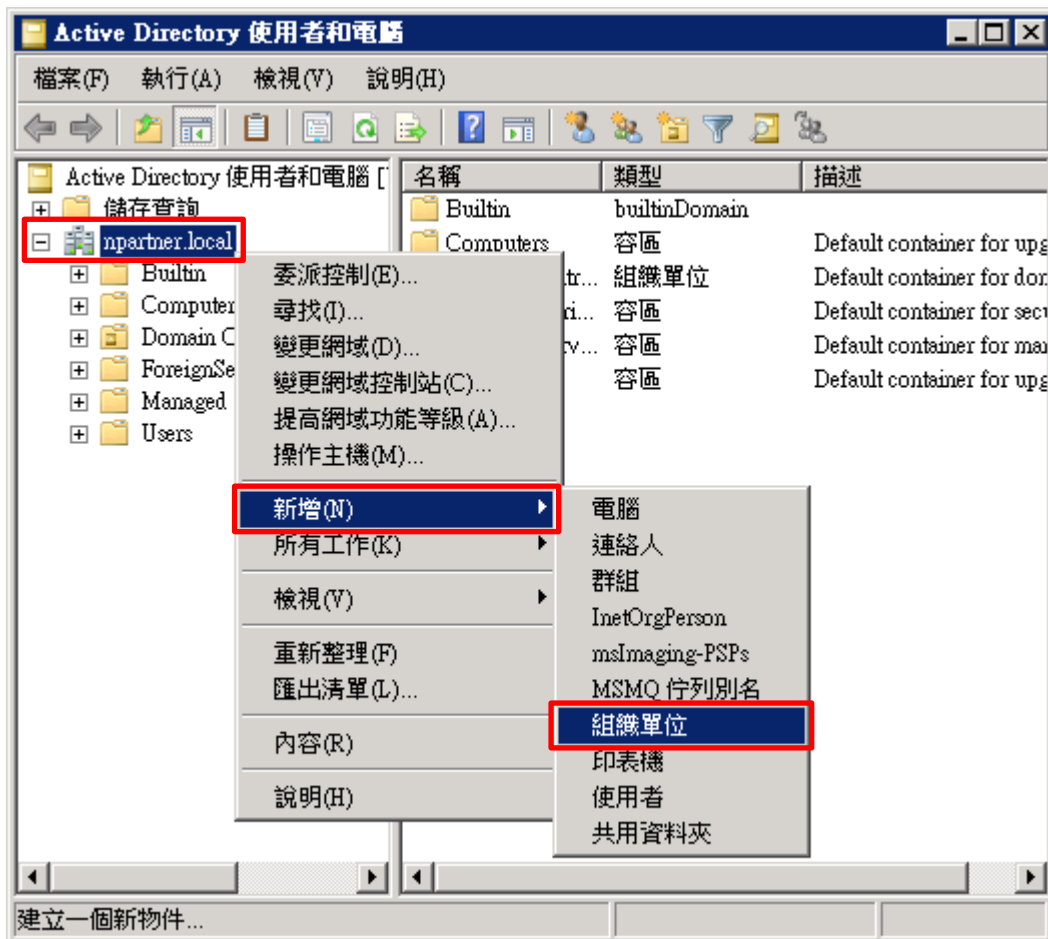 Active Directory 使用者和電腦
檔案(F) 執行(A) 檢視(V) 說明(H)
Active Directory 使用者和電腦 [
名稱 類型 描述
儲存查詢
npartner.local
Builtin
Computer
Domain C
ForeignSe
Managed
Users
Builtin builtinDomain
Computers 容區 Default container for upg
組織單位 Default container for dom
容區 Default container for secu
容區 Default container for man
容區 Default container for upg
委派控制(E)...
尋找(I)...
變更網域(D)...
變更網域控制站(C)...
提高網域功能等級(A)...
操作主機(M)...
新增(N)
所有工作(K)
檢視(V)
重新整理(F)
匯出清單(L)...
內容(R)
說明(H)
電腦
連絡人
群組
InetOrgPerson
msImaging-PSPs
MSMQ 佇列別名
組織單位
印表機
使用者
共用資料夾
建立一個新物件...